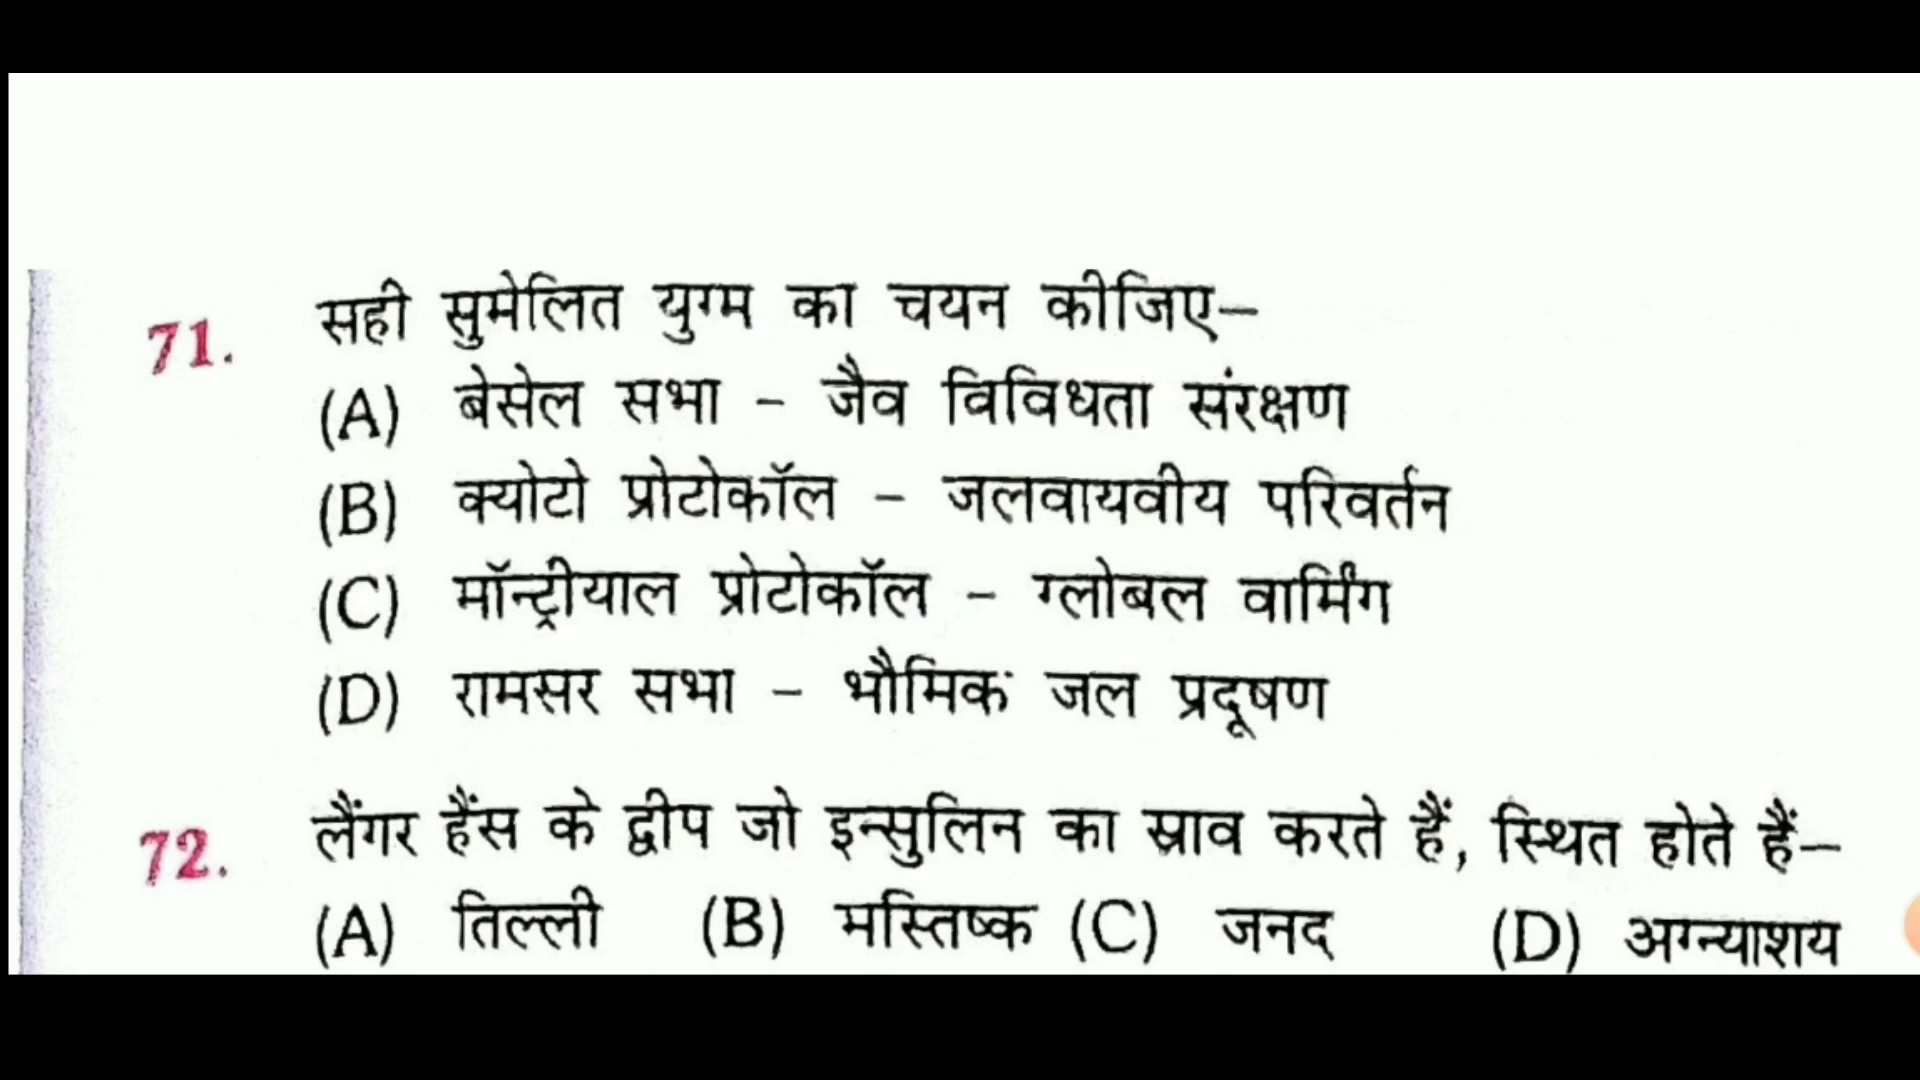 71. सही सुमेलित युग्म का चयन कीजिए–
(A) बेसेल सभा – जैव विविधता संरक्षण
(B) क्योटो प्रोटोकॉल – जलवायवीय परिवर्तन
(C) मॉन्ट्रीयाल प्रोटोकॉल – ग्लोबल वार्मिंग
(D) रामसर सभा – भौमिक जल प्रदूषण
72. लैंगर हैंस के द्वीप जो इन्सुलिन का स्राव करते हैं, स्थित होते हैं–
(A) तिल्ली (B) मस्तिष्क (C) जनद (D) अग्न्याशय